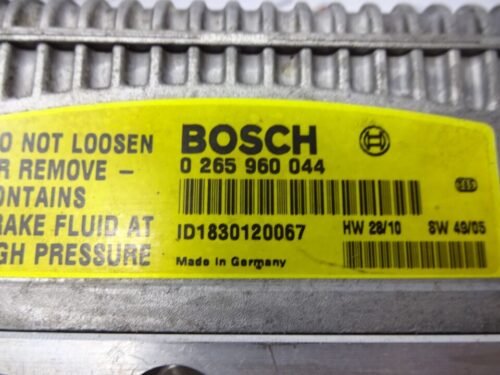 O NOT LOOSEN
R REMOVE –
ONTAINS
RAKE FLUID AT
GH PRESSURE
BOSCH
0 265 960 044
JD1830120067
HW 28/10 SW 49/05
Made in Germany